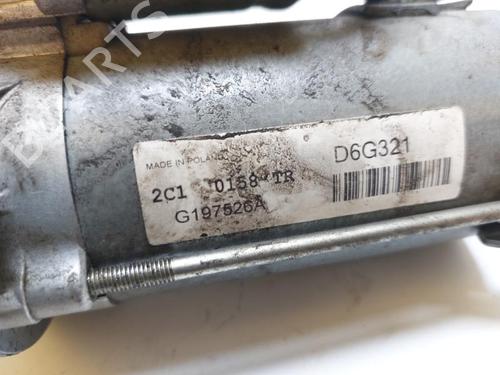 MADE IN POLAND
D6G321
2C1 0158 TR
G197526A